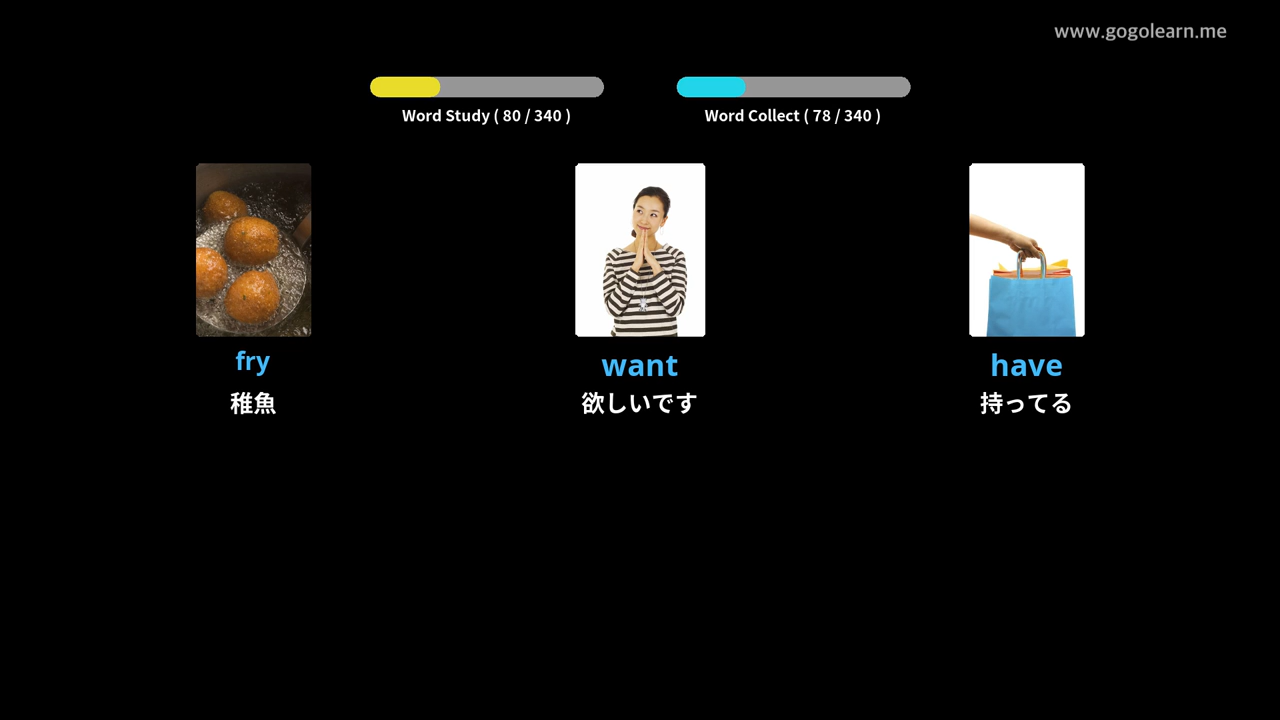 www.gogolearn.me
Word Study ( 80 / 340 )
Word Collect ( 78 / 340 )
fry
want
have
稚魚
欲しいです
持ってる